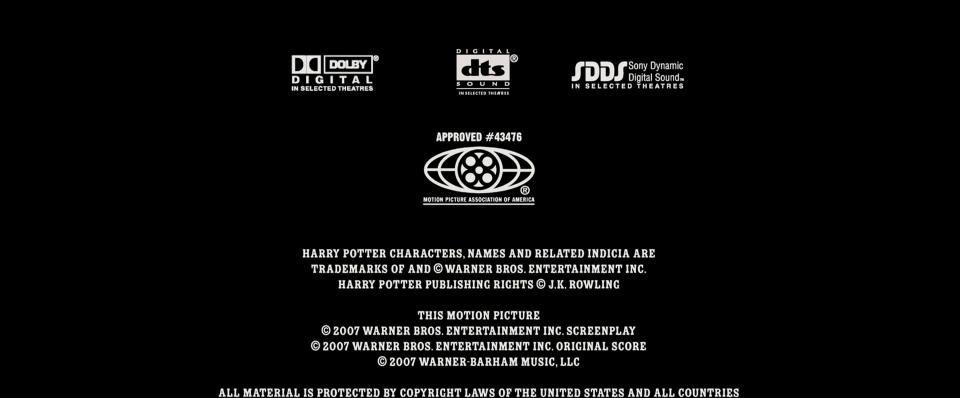 DOLBY®
DIGITAL
IN SELECTED THEATRES
DIGITAL
dts®
SOUND
IN SELECTED THEATRES
SDDS Sony Dynamic
Digital Sound™
IN SELECTED THEATRES
APPROVED #43476
®
MOTION PICTURE ASSOCIATION OF AMERICA
HARRY POTTER CHARACTERS, NAMES AND RELATED INDICIA ARE
TRADEMARKS OF AND © WARNER BROS. ENTERTAINMENT INC.
HARRY POTTER PUBLISHING RIGHTS © J.K. ROWLING
THIS MOTION PICTURE
© 2007 WARNER BROS. ENTERTAINMENT INC. SCREENPLAY
© 2007 WARNER BROS. ENTERTAINMENT INC. ORIGINAL SCORE
© 2007 WARNER-BARHAM MUSIC, LLC
ALL MATERIAL IS PROTECTED BY COPYRIGHT LAWS OF THE UNITED STATES AND ALL COUNTRIES